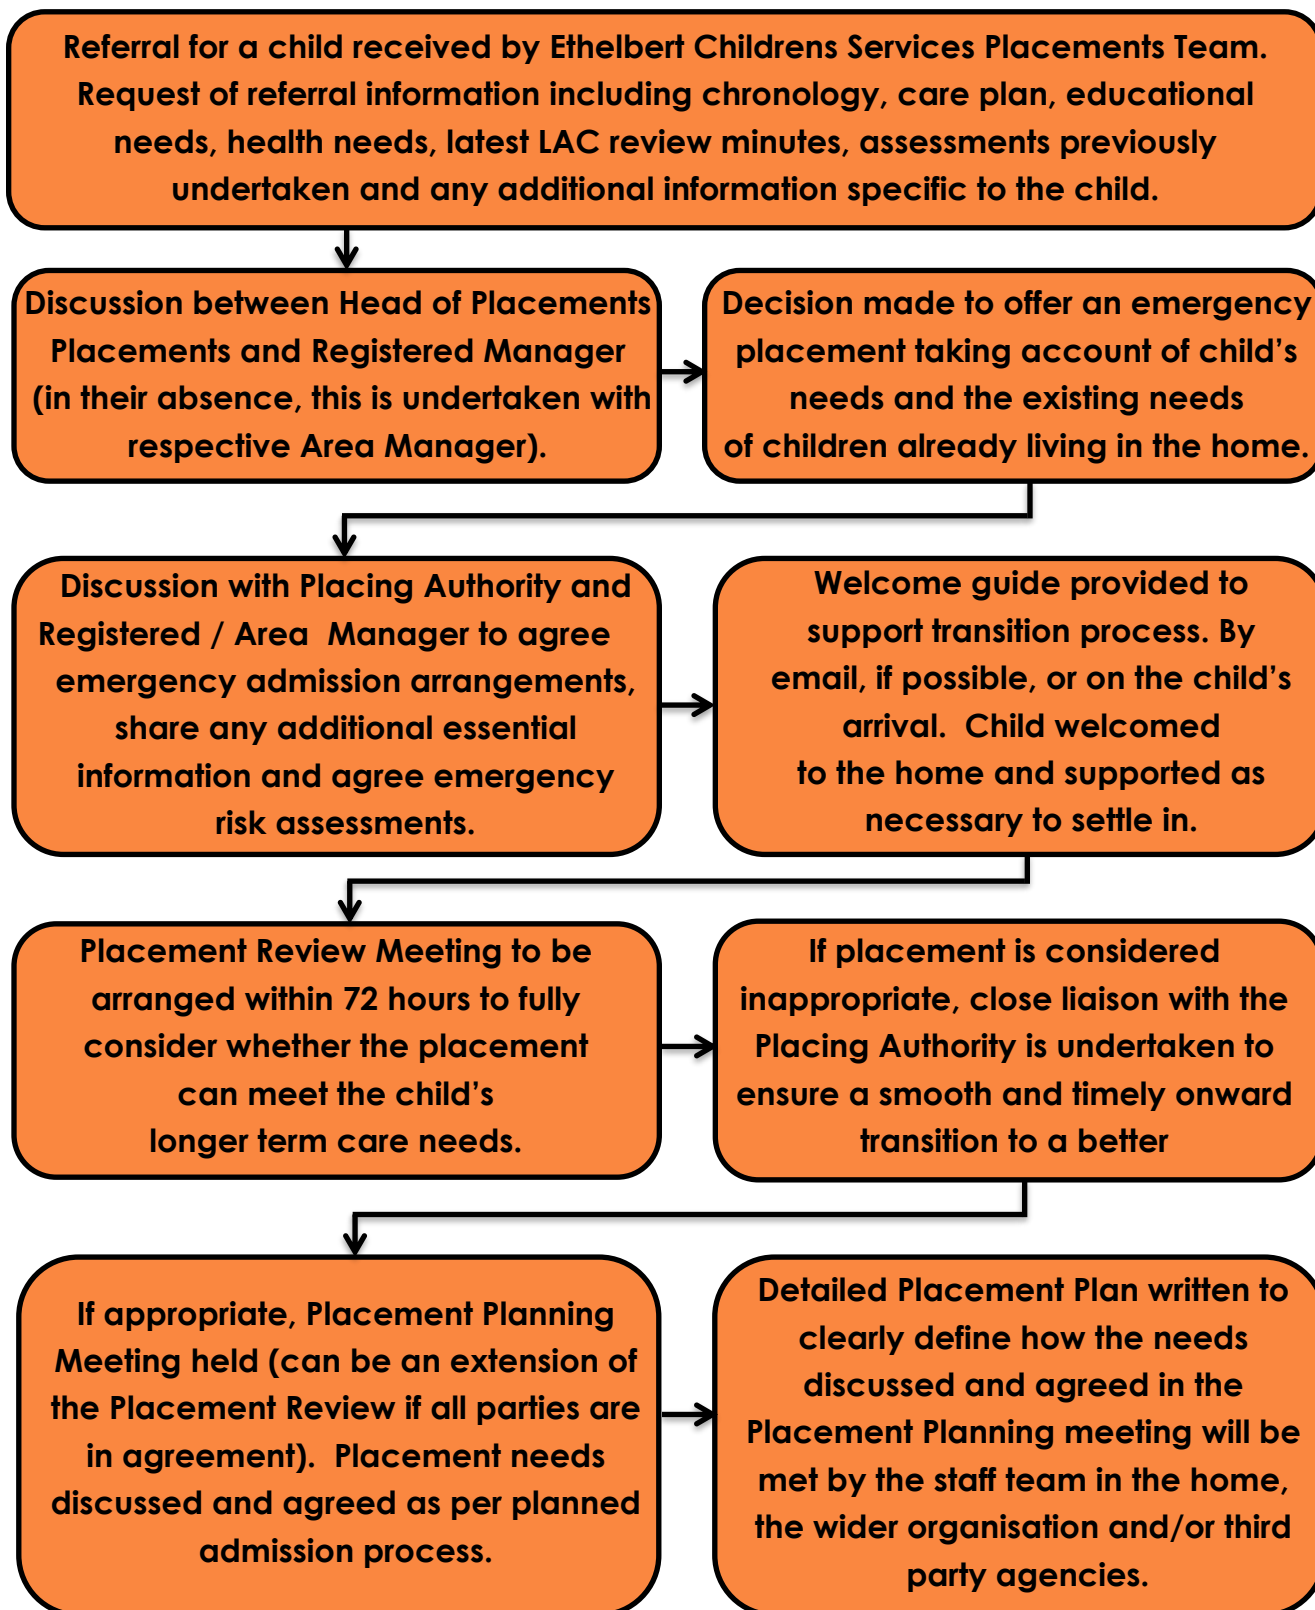 Referral for a child received by Ethelbert Childrens Services Placements Team.
Request of referral information including chronology, care plan, educational
needs, health needs, latest LAC review minutes, assessments previously
undertaken and any additional information specific to the child.
Discussion between Head of Placements
Placements and Registered Manager
(in their absence, this is undertaken with
respective Area Manager).
Decision made to offer an emergency
placement taking account of child’s
needs and the existing needs
of children already living in the home.
Discussion with Placing Authority and
Registered / Area Manager to agree
emergency admission arrangements,
share any additional essential
information and agree emergency
risk assessments.
Welcome guide provided to
support transition process. By
email, if possible, or on the child’s
arrival. Child welcomed
to the home and supported as
necessary to settle in.
Placement Review Meeting to be
arranged within 72 hours to fully
consider whether the placement
can meet the child’s
longer term care needs.
If placement is considered
inappropriate, close liaison with the
Placing Authority is undertaken to
ensure a smooth and timely onward
transition to a better
If appropriate, Placement Planning
Meeting held (can be an extension of
the Placement Review if all parties are
in agreement). Placement needs
discussed and agreed as per planned
admission process.
Detailed Placement Plan written to
clearly define how the needs
discussed and agreed in the
Placement Planning meeting will be
met by the staff team in the home,
the wider organisation and/or third
party agencies.